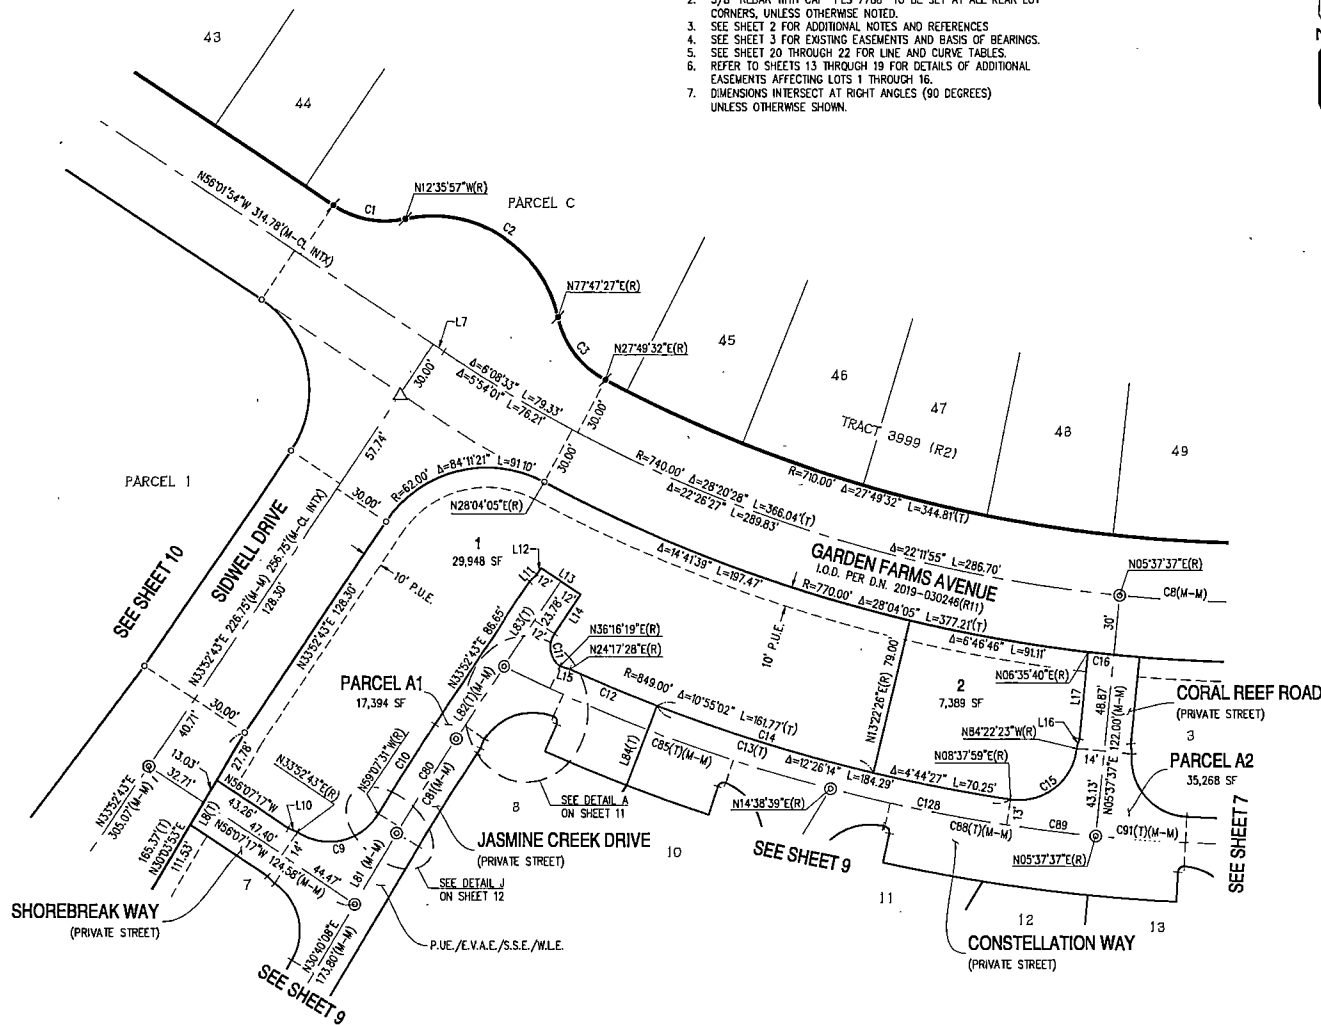 CORNERS, UNLESS OTHERWISE NOTED.
3. SEE SHEET 2 FOR ADDITIONAL NOTES AND REFERENCES
4. SEE SHEET 3 FOR EXISTING EASEMENTS AND BASIS OF BEARINGS.
5. SEE SHEET 20 THROUGH 22 FOR LINE AND CURVE TABLES.
6. REFER TO SHEETS 13 THROUGH 19 FOR DETAILS OF ADDITIONAL
EASEMENTS AFFECTING LOTS 1 THROUGH 16.
7. DIMENSIONS INTERSECT AT RIGHT ANGLES (90 DEGREES)
UNLESS OTHERWISE SHOWN.
43
44
N56°01'54"W 314.78'(M-CL INTX)
C1
N12°35'57"W(R)
PARCEL C
C2
N77°47'27"E(R)
C3
N27°49'32"E(R)
L7
30.00'
Δ=6°08'33" L=79.33'
Δ=5°54'01" L=76.21'
30.00'
30.00'
45
46
47
48
49
TRACT 3999 (R2)
57.74'
PARCEL 1
30.00'
R=62.00' Δ=84°11'21" L=91.10'
N28°04'05"E(R)
R=740.00' Δ=28°20'28" L=366.04'(T)
Δ=22°26'27" L=289.83'
R=710.00' Δ=27°49'32" L=344.81'(T)
Δ=22°11'55" L=286.70'
GARDEN FARMS AVENUE
I.O.D. PER D.N. 2019-030246(R11)
R=770.00' Δ=28°04'05" L=377.21'(T)
Δ=14°41'39" L=197.47'
Δ=6°46'46" L=91.11'
N05°37'37"E(R)
C8(M-M)
30'
SEE SHEET 10
SIDWELL DRIVE
N33°52'43"E 226.75'(M-M) 256.75'(M-CL INTX)
128.30'
N33°52'43"E 128.30'
10' P.U.E.
1
29,948 SF
L12
L11
12'
L13
12'
L14
23.78'
L83(T)
12'
N33°52'43"E 86.65'
N36°16'19"E(R)
N24°17'28"E(R)
C11
L15
C12
10' P.U.E.
N13°22'26"E(R) 79.00'
2
7,389 SF
N06°35'40"E(R)
C16
L17
L16
N84°22'23"W(R)
N08°37'59"E(R)
48.87'
N05°37'37"E 122.00'(M-M)
14'
43.13'
CORAL REEF ROAD
(PRIVATE STREET)
3
PARCEL A2
35,268 SF
C15
13'
R=849.00' Δ=10°55'02" L=161.77'(T)
C14
C13(T)
Δ=12°26'14" L=184.29'
Δ=4°44'27" L=70.25'
L84(T)
C85(T)(M-M)
N14°38'39"E(R)
C128
C88(T)(M-M)
C89
C91(T)(M-M)
N05°37'37"E(R)
SEE SHEET 7
PARCEL A1
17,394 SF
L82(T)(M-M)
N59°07'31"W(R)
C10
C80
C81(M-M)
30.00'
40.71'
27.78'
13.03'
32.71'
N33°52'43"E
305.07'(M-M)
N33°52'43"E(R)
N56°07'17"W
43.26'
L10
47.40'
14'
C9
L8(T)
N56°07'17"W 124.58'(M-M)
44.47'
L81 (M-M)
165.37'(T)
N30°03'53"E
111.53'
7
8
SEE DETAIL A
ON SHEET 11
JASMINE CREEK DRIVE
(PRIVATE STREET)
10
SEE DETAIL J
ON SHEET 12
SEE SHEET 9
SHOREBREAK WAY
(PRIVATE STREET)
P.U.E./E.V.A.E./S.S.E./W.L.E.
N30°40'08"E
173.80'(M-M)
SEE SHEET 9
11
12
13
CONSTELLATION WAY
(PRIVATE STREET)